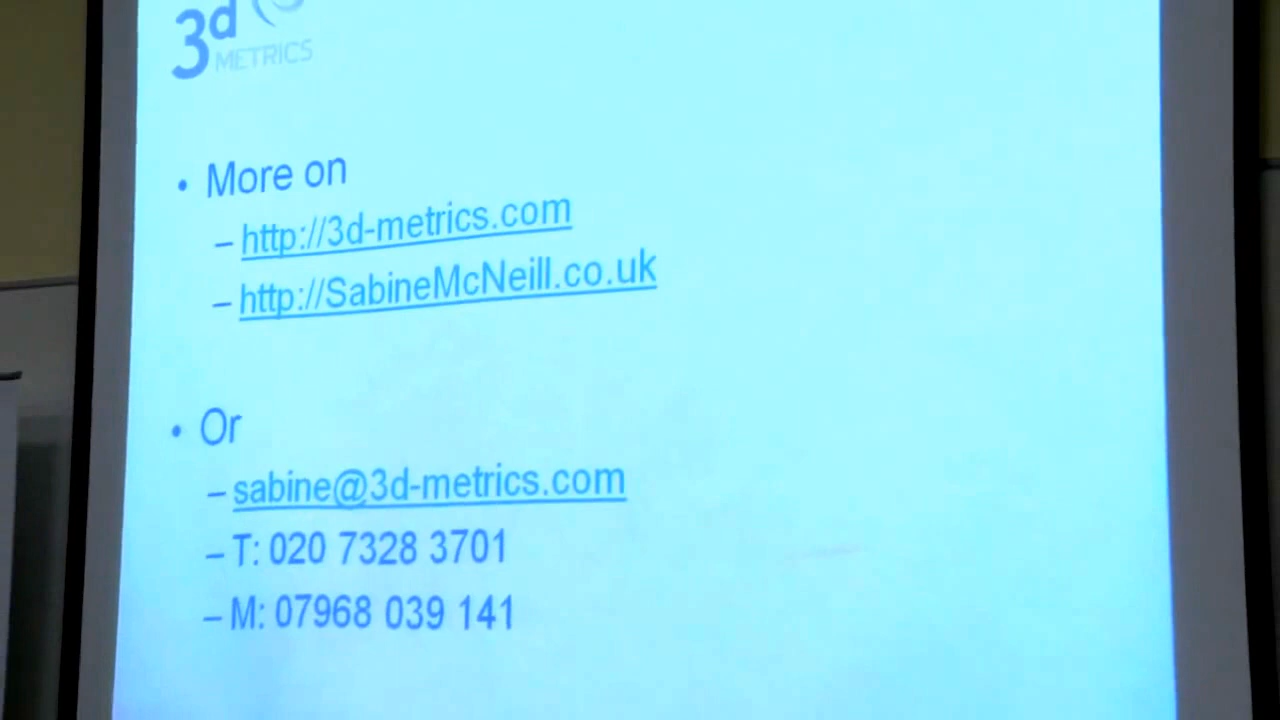 3d
METRICS
• More on
– http://3d-metrics.com
– http://SabineMcNeill.co.uk
• Or
– sabine@3d-metrics.com
– T: 020 7328 3701
– M: 07968 039 141